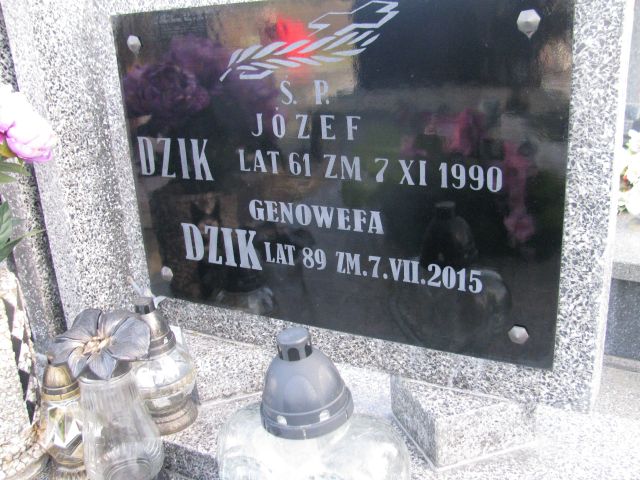 Ś. P.
JÓZEF
DZIK LAT 61 ZM 7 XI 1990
GENOWEFA
DZIK LAT 89 ZM.7.VII.2015